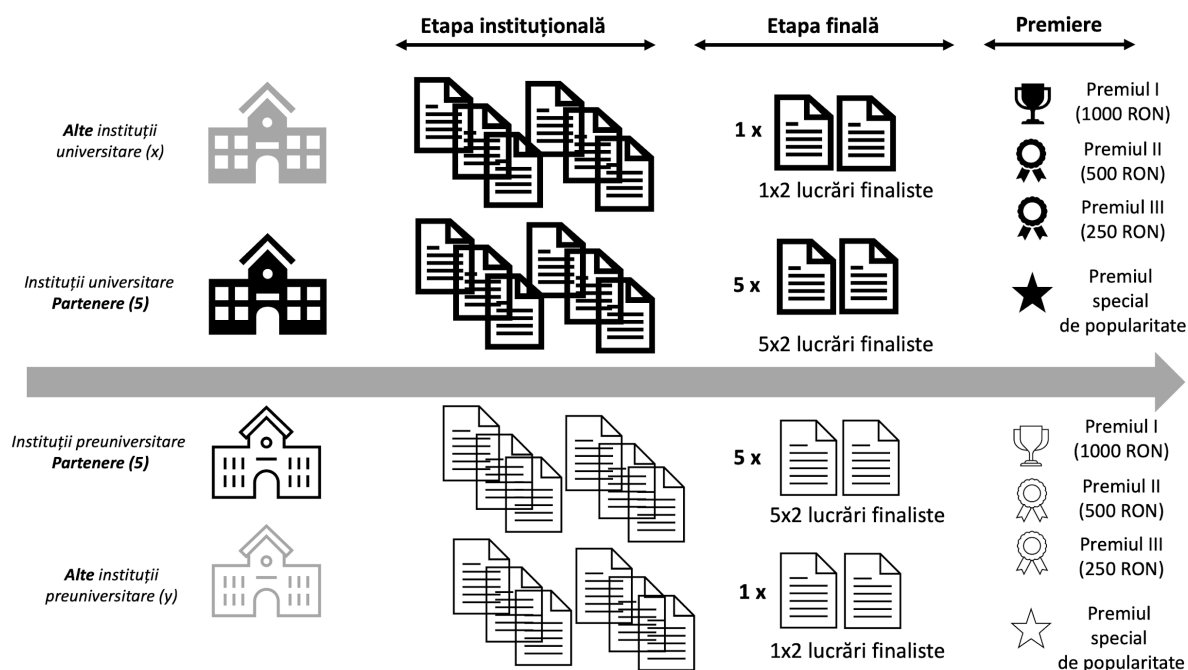 Etapa instituțională
Etapa finală
Premiere
Alte instituții
universitare (x)
1 x
1x2 lucrări finaliste
Premiul I
(1000 RON)
Premiul II
(500 RON)
Premiul III
(250 RON)
Instituții universitare
Partenere (5)
5 x
5x2 lucrări finaliste
Premiul
special
de popularitate
Instituții preuniversitare
Partenere (5)
5 x
5x2 lucrări finaliste
Premiul I
(1000 RON)
Premiul II
(500 RON)
Premiul III
(250 RON)
Alte instituții
preuniversitare (y)
1 x
1x2 lucrări finaliste
Premiul
special
de popularitate